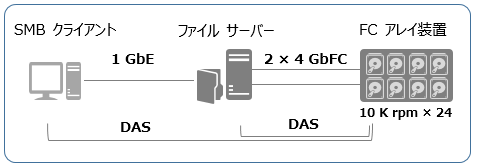 SMB クライアント
ファイル サーバー
FC アレイ装置
1 GbE
2 × 4 GbFC
10 K rpm × 24
DAS
DAS